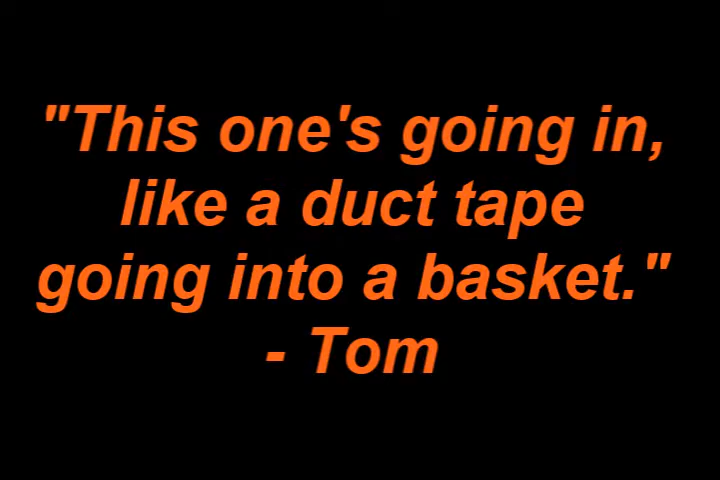 "This one's going in,
like a duct tape
going into a basket."
- Tom